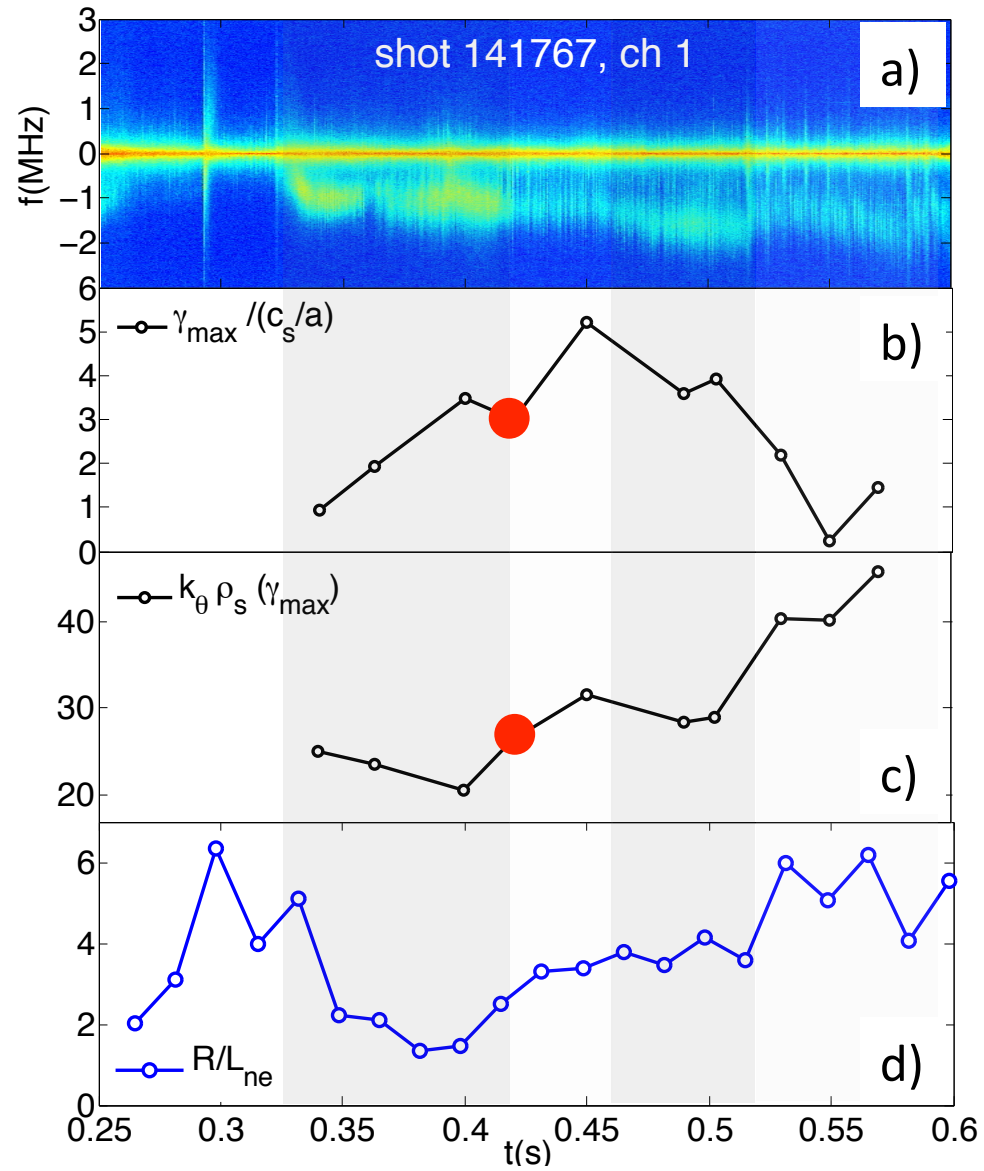 shot 141767, ch 1
a)
f(MHz)
3
2
1
0
−1
−2
γmax /(cs/a)
b)
6
5
4
3
2
1
0
kθ ρs (γmax)
c)
40
30
20
R/Lne
d)
6
4
2
0
0.25 0.3 0.35 0.4 0.45 0.5 0.55 0.6
t(s)